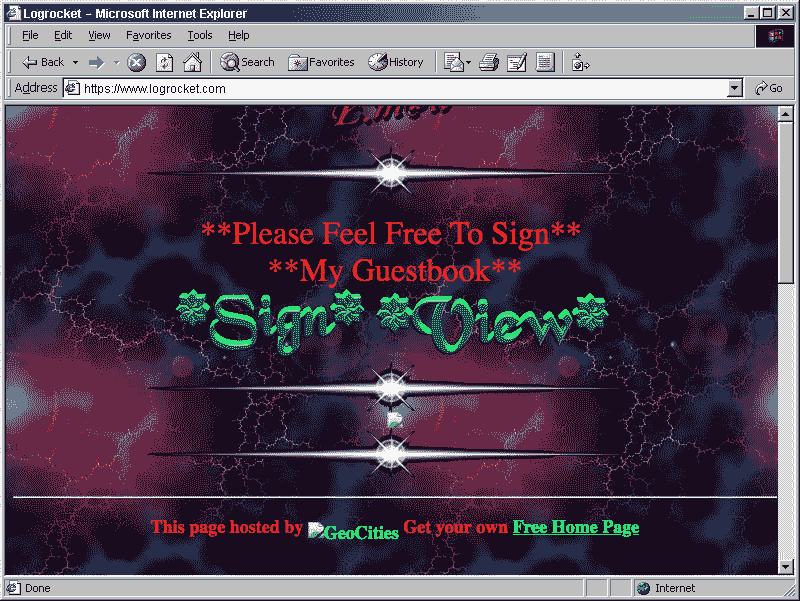 Logrocket - Microsoft Internet Explorer
File Edit View Favorites Tools Help
Back Search Favorites History
Address https://www.logrocket.com Go
**Please Feel Free To Sign**
**My Guestbook**
*Sign* *View*
This page hosted by GeoCities Get your own Free Home Page
Done Internet